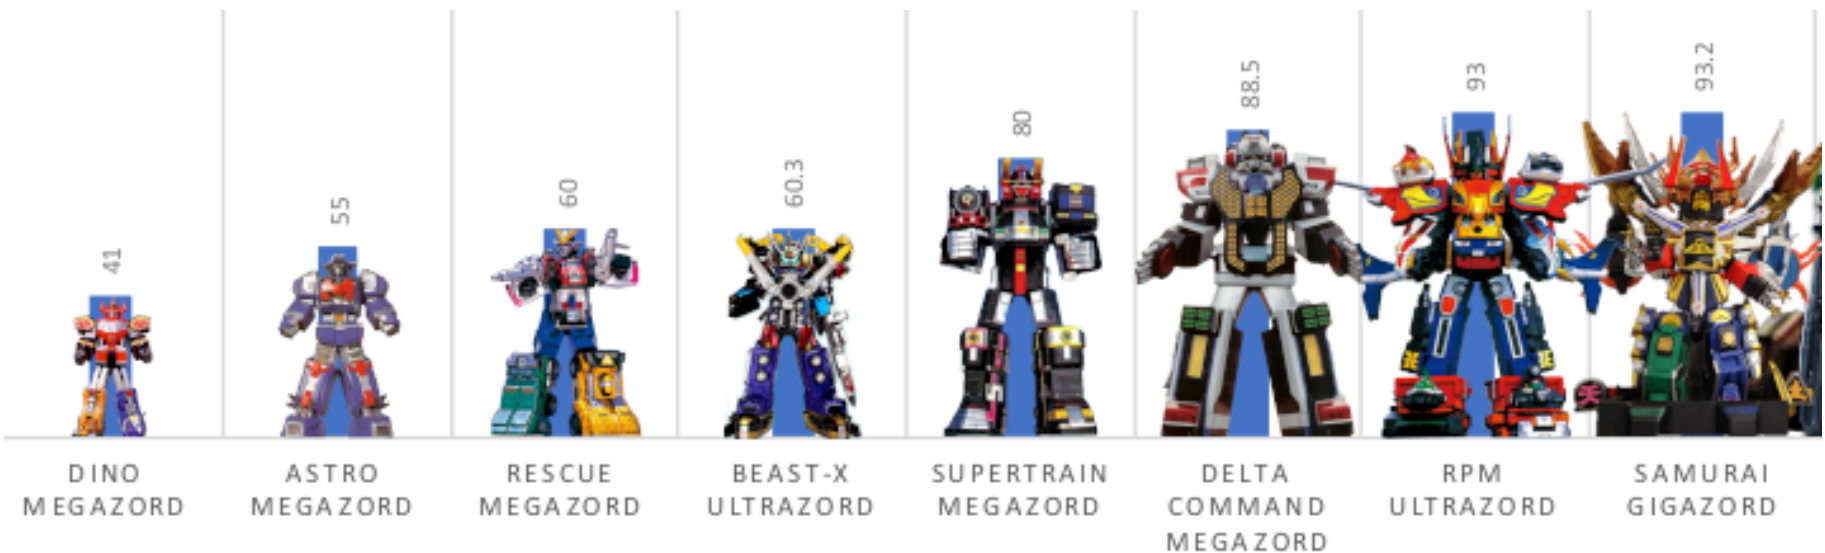 41
55
60
60.3
80
88.5
93
93.2
DINO
MEGAZORD
ASTRO
MEGAZORD
RESCUE
MEGAZORD
BEAST-X
ULTRAZORD
SUPERTRAIN
MEGAZORD
DELTA
COMMAND
MEGAZORD
RPM
ULTRAZORD
SAMURAI
GIGAZORD